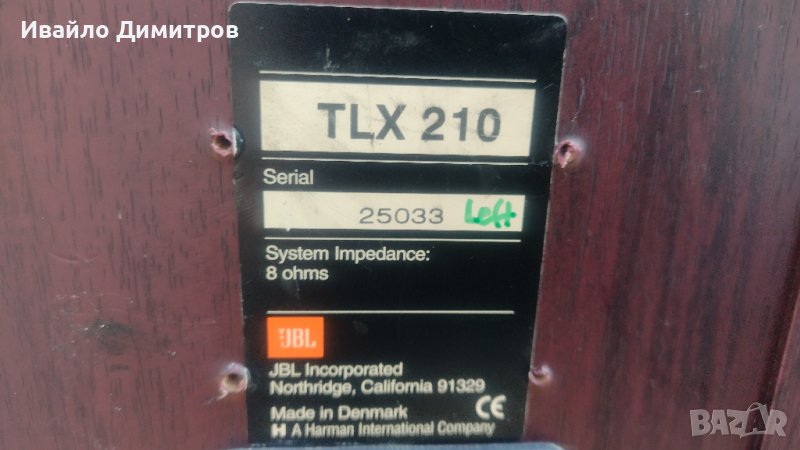 Ивайло Димитров
TLX 210
Serial
25033 Left
System Impedance:
8 ohms
JBL
JBL Incorporated
Northridge, California 91329
Made in Denmark CE
H A Harman International Company
BAZAR